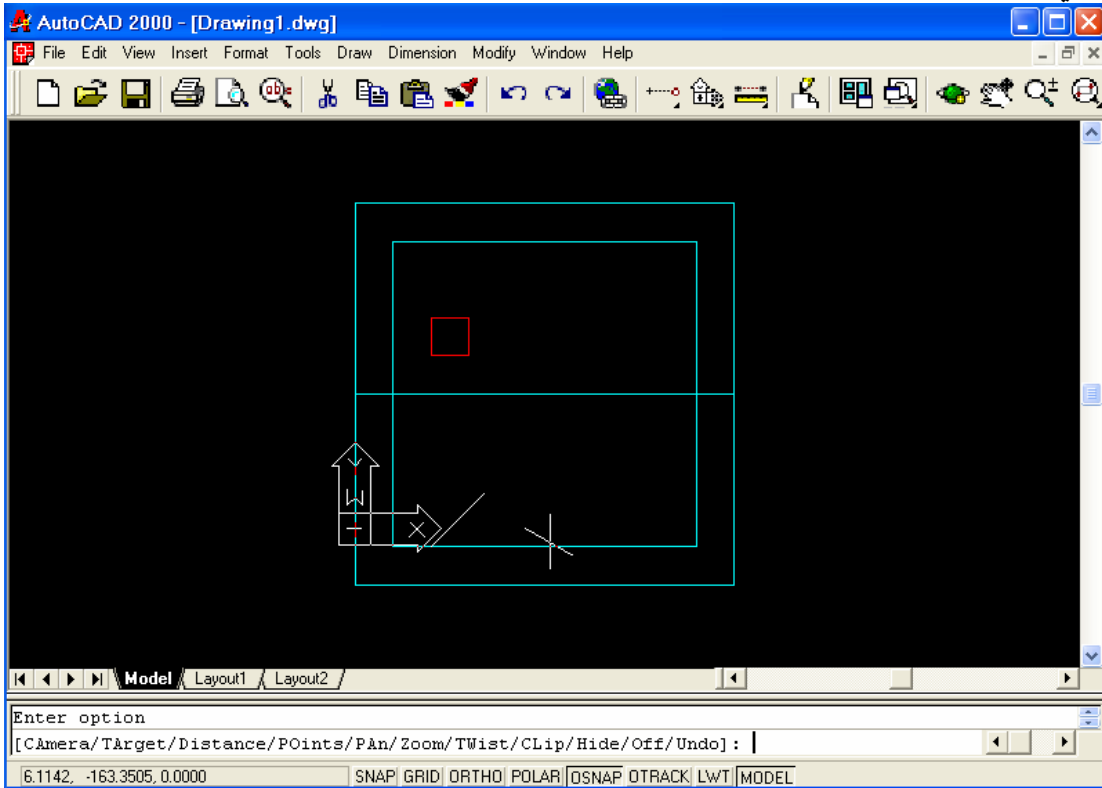 AutoCAD 2000 - [Drawing1.dwg]
File Edit View Insert Format Tools Draw Dimension Modify Window Help
Y
W
X
Model Layout1 Layout2
Enter option
[CAmera/TArget/Distance/POints/PAn/Zoom/TWist/CLip/Hide/Off/Undo]:
6.1142, -163.3505, 0.0000 SNAP GRID ORTHO POLAR OSNAP OTRACK LWT MODEL